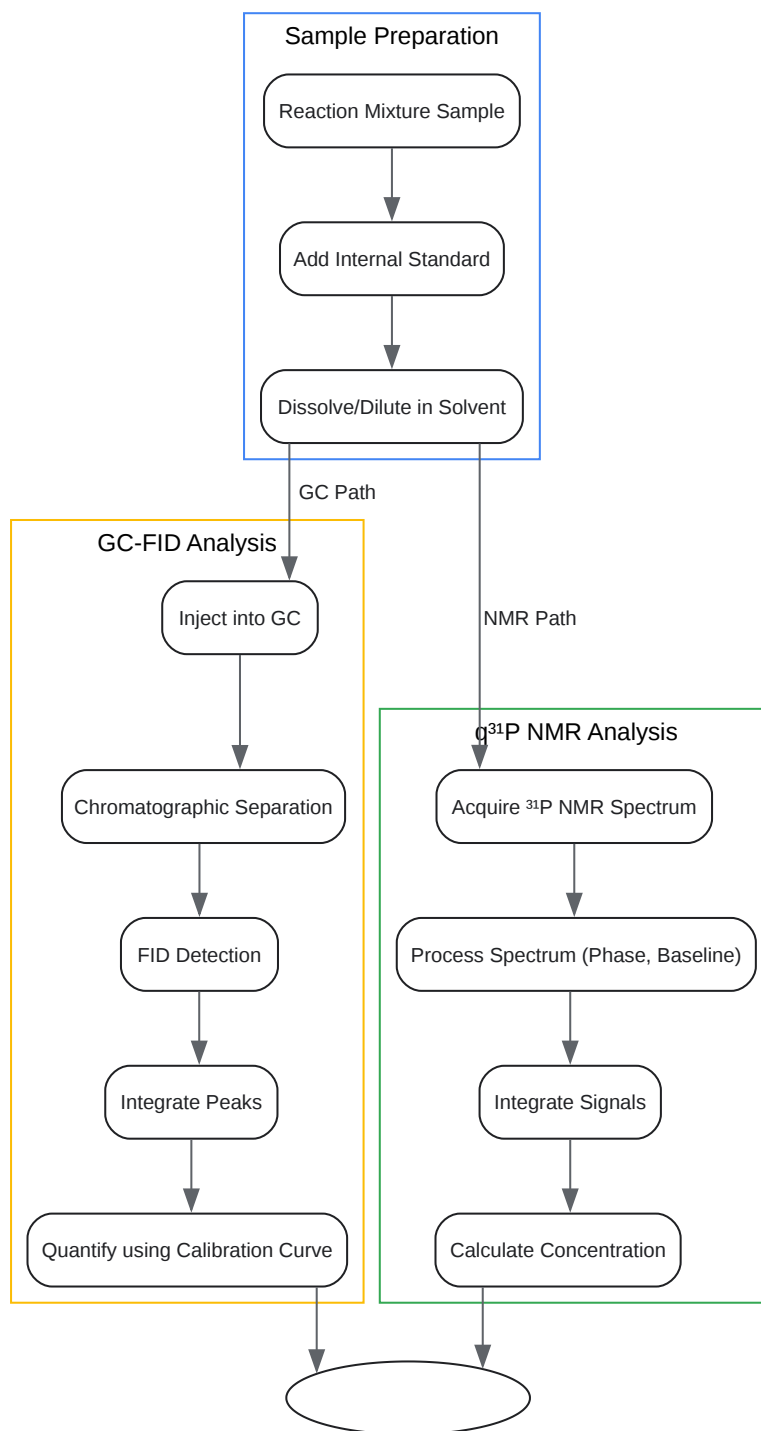 Sample Preparation
Reaction Mixture Sample
Add Internal Standard
Dissolve/Dilute in Solvent
GC Path
GC-FID Analysis
Inject into GC
NMR Path
q³¹P NMR Analysis
Chromatographic Separation
Acquire ³¹P NMR Spectrum
FID Detection
Process Spectrum (Phase, Baseline)
Integrate Peaks
Integrate Signals
Quantify using Calibration Curve
Calculate Concentration